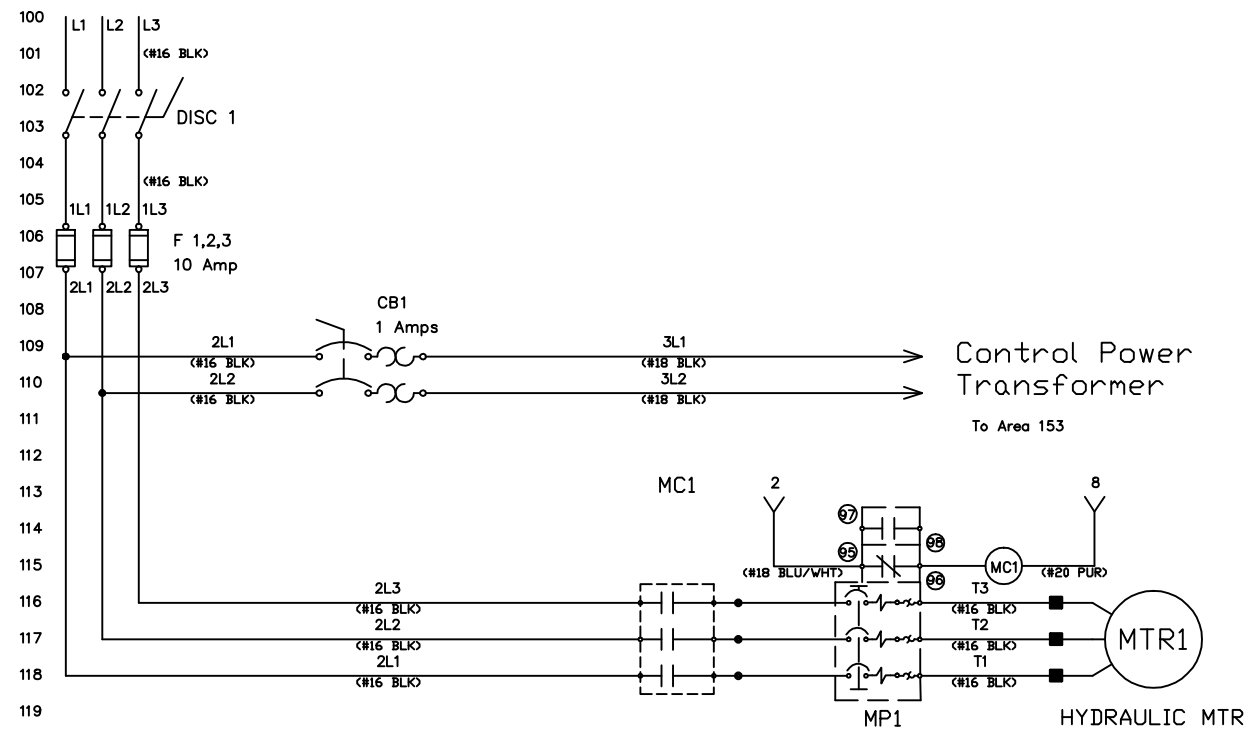 100 L1 L2 L3
101 (#16 BLK)
102
103 DISC 1
104
(#16 BLK)
105
1L1 1L2 1L3
106 F 1,2,3
107 10 Amp
2L1 2L2 2L3
108 CB1
1 Amps
109 2L1 3L1 Control Power
(#16 BLK) (#18 BLK)
110 2L2 3L2 Transformer
(#16 BLK) (#18 BLK)
111 To Area 153
112
113 MC1 2 8
114 97
98
115 95 MC1
(#18 BLU/WHT) 96 (#20 PUR)
116 2L3 T3
(#16 BLK) (#16 BLK)
117 2L2 T2 MTR1
(#16 BLK) (#16 BLK)
118 2L1 T1
(#16 BLK) (#16 BLK)
119 MP1 HYDRAULIC MTR